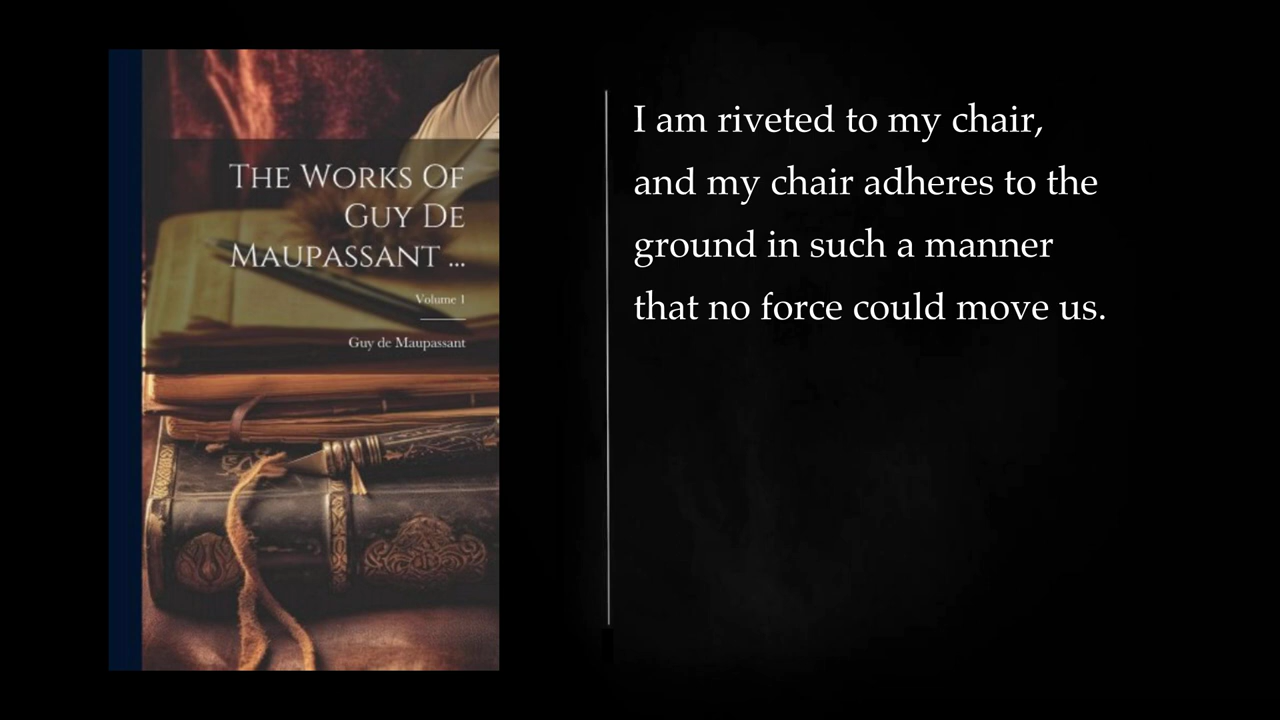 THE WORKS OF
GUY DE
MAUPASSANT ...
Volume 1
Guy de Maupassant
I am riveted to my chair,
and my chair adheres to the
ground in such a manner
that no force could move us.